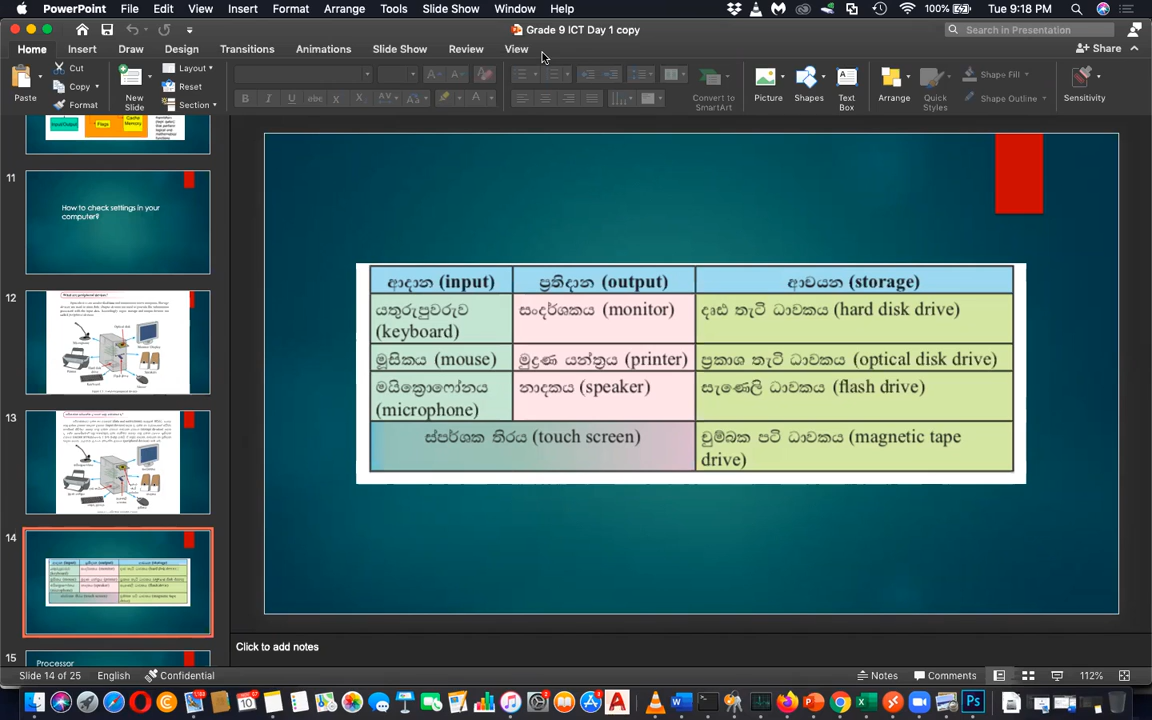 PowerPoint File Edit View Insert Format Arrange Tools Slide Show Window Help 100% Tue 9:18 PM
Grade 9 ICT Day 1 copy
Search in Presentation
Home Insert Draw Design Transitions Animations Slide Show Review View Share
Cut Layout Shape Fill
Copy Reset
Format Section Shape Outline
Paste New Slide Convert to SmartArt Picture Shapes Text Box Arrange Quick Styles Sensitivity
Input/Output Flags Cache Memory
11
How to check settings in your
computer?
12
13
14
15
Processor
ආදාන (input) ප්‍රතිදාන (output) ආචයන (storage)
යතුරුපුවරුව (keyboard) සංදර්ශකය (monitor) දෘඪ තැටි ධාවකය (hard disk drive)
මූසිකය (mouse) මුද්‍රණ යන්ත්‍රය (printer) ප්‍රකාශ තැටි ධාවකය (optical disk drive)
මයික්‍රොෆෝනය (microphone) නාදකය (speaker) සැණෙලි ධාවකය (flash drive)
ස්පර්ශක තිරය (touch screen) චුම්බක පටි ධාවකය (magnetic tape drive)
Click to add notes
Slide 14 of 25 English Confidential Notes Comments 112%